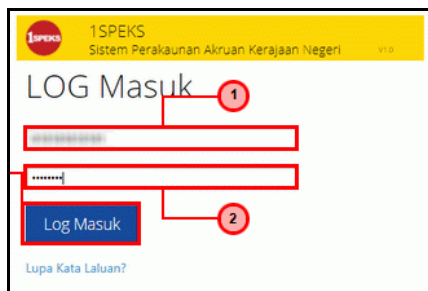 1SPEKS
1SPEKS
Sistem Perakaunan Akruan Kerajaan Negeri V1.0
LOG Masuk
1
2
Log Masuk
Lupa Kata Laluan?